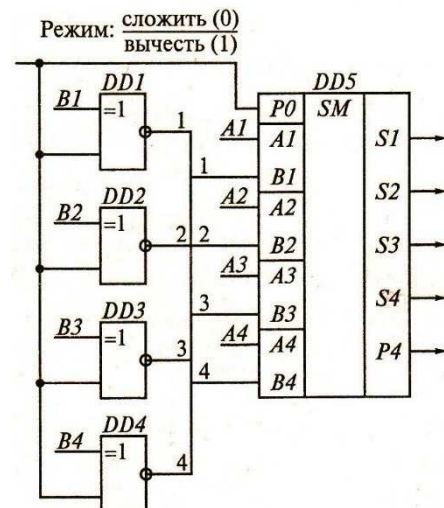 Режим: сложить (0)
вычесть (1)
DD1
B1
=1
1
DD2
B2
=1
2
DD3
B3
=1
3
DD4
B4
=1
4
1
2
3
4
DD5
P0
SM
A1
A1
B1
A2
A2
B2
A3
A3
B3
A4
A4
B4
S1
S2
S3
S4
P4